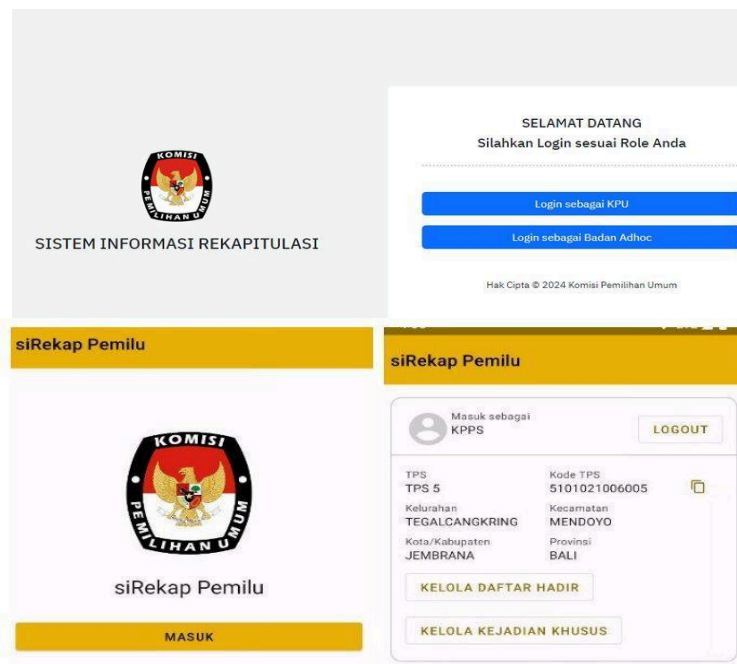 KOMISI
PEMILIHAN UMUM
SISTEM INFORMASI REKAPITULASI
SELAMAT DATANG
Silahkan Login sesuai Role Anda
Login sebagai KPU
Login sebagai Badan Adhoc
Hak Cipta © 2024 Komisi Pemilihan Umum
siRekap Pemilu
KOMISI
PEMILIHAN UMUM
siRekap Pemilu
MASUK
siRekap Pemilu
Masuk sebagai
KPPS
LOGOUT
TPS
Kode TPS
TPS 5
5101021006005
Kelurahan
Kecamatan
TEGALCANGKRING
MENDOYO
Kota/Kabupaten
Provinsi
JEMBRANA
BALI
KELOLA DAFTAR HADIR
KELOLA KEJADIAN KHUSUS